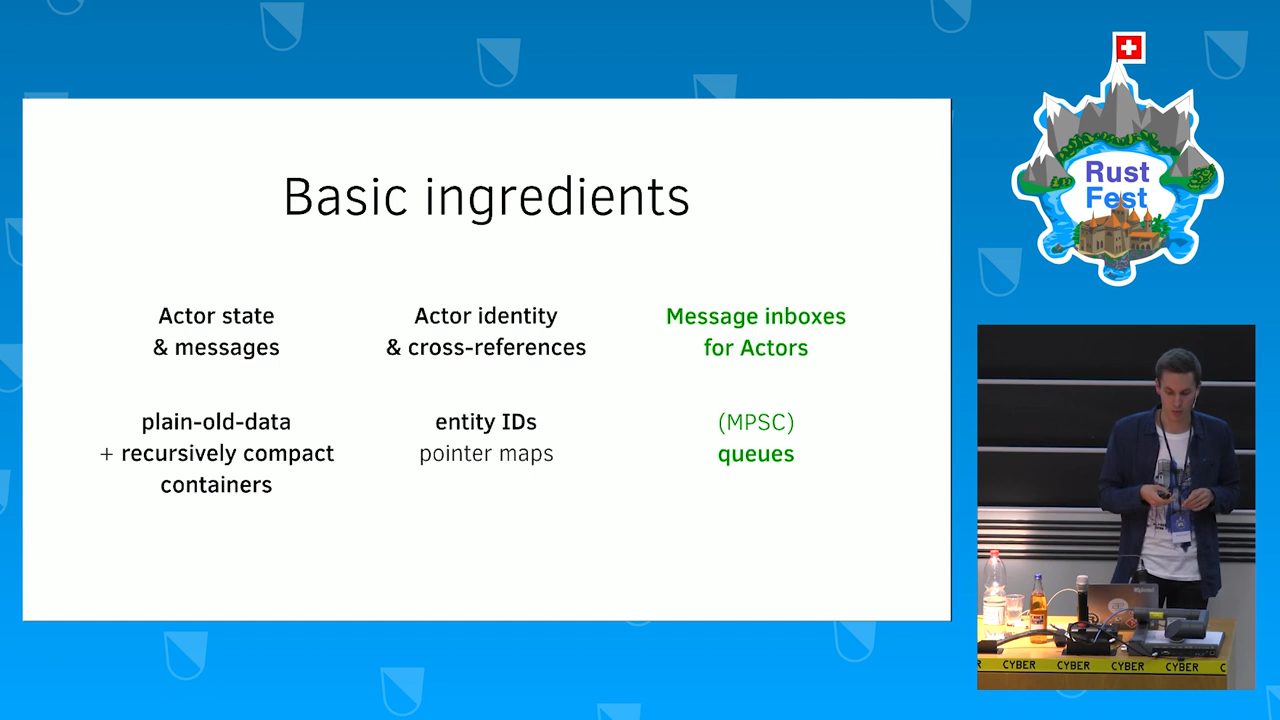 Basic ingredients
Actor state
& messages
Actor identity
& cross-references
Message inboxes
for Actors
plain-old-data
+ recursively compact
containers
entity IDs
pointer maps
(MPSC)
queues
Rust
Fest
CYBER CYBER CYBER CYBER